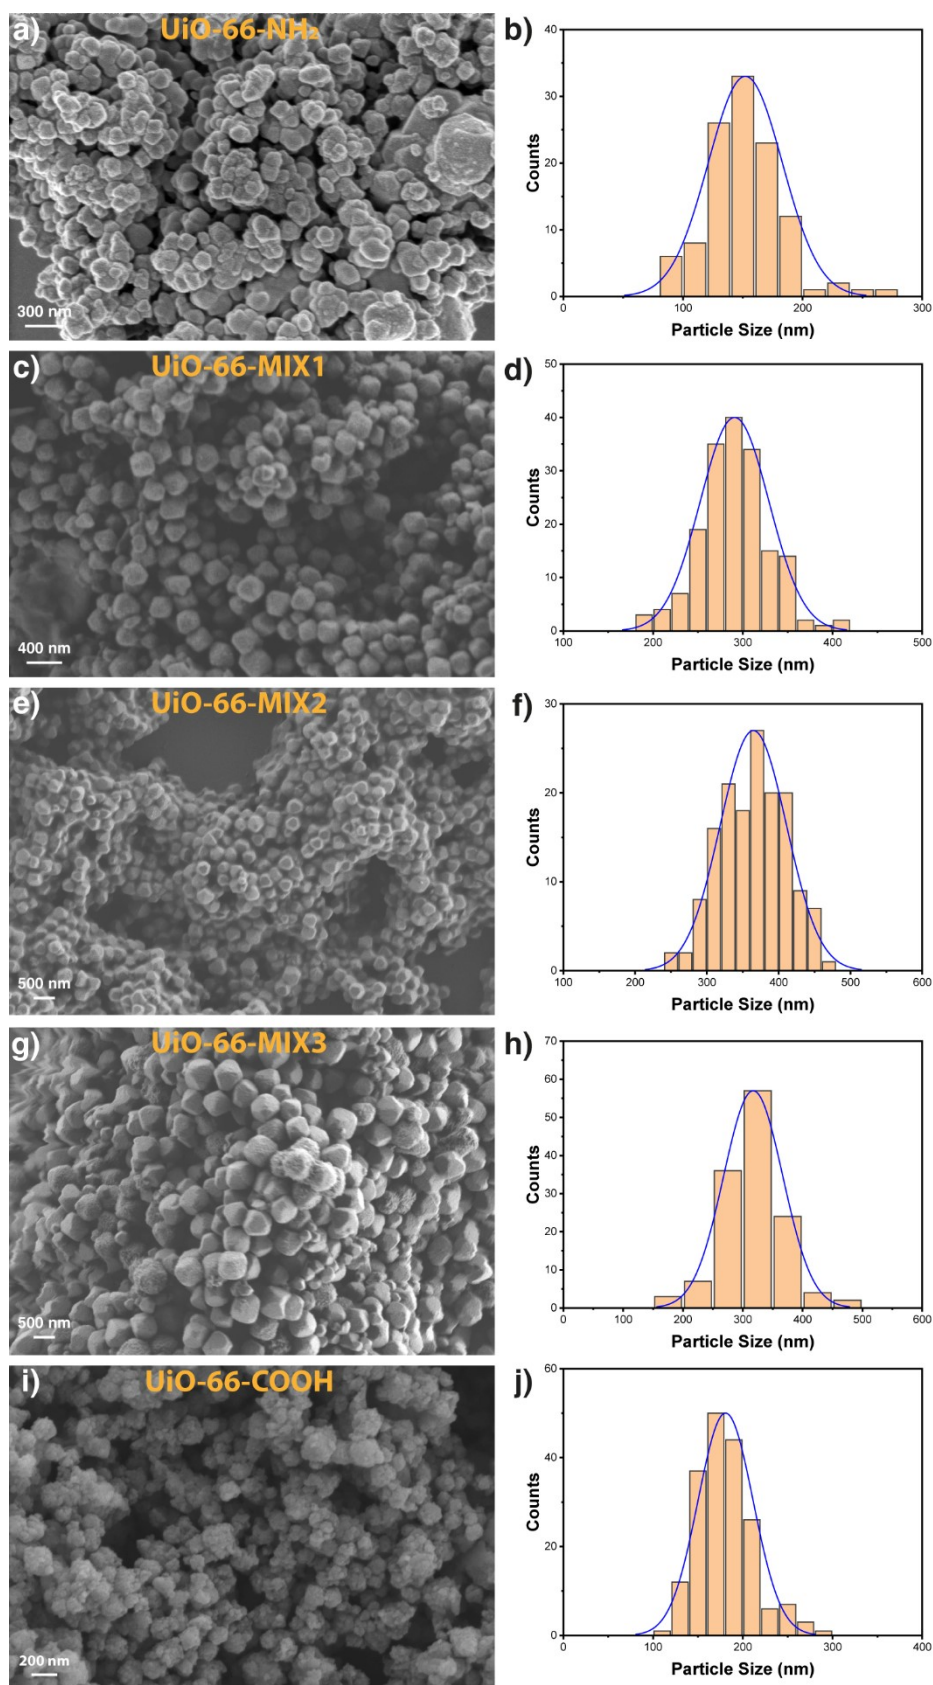 a) UiO-66-NH₂
300 nm
b)
40
30
20
10
0
0 100 200 300
Counts
Particle Size (nm)
c) UiO-66-MIX1
400 nm
d)
50
40
30
20
10
0
100 200 300 400 500
Counts
Particle Size (nm)
e) UiO-66-MIX2
500 nm
f)
30
20
10
0
100 200 300 400 500 600
Counts
Particle Size (nm)
g) UiO-66-MIX3
500 nm
h)
70
60
50
40
30
20
10
0
0 100 200 300 400 500 600
Counts
Particle Size (nm)
i) UiO-66-COOH
200 nm
j)
60
40
20
0
0 100 200 300 400
Counts
Particle Size (nm)